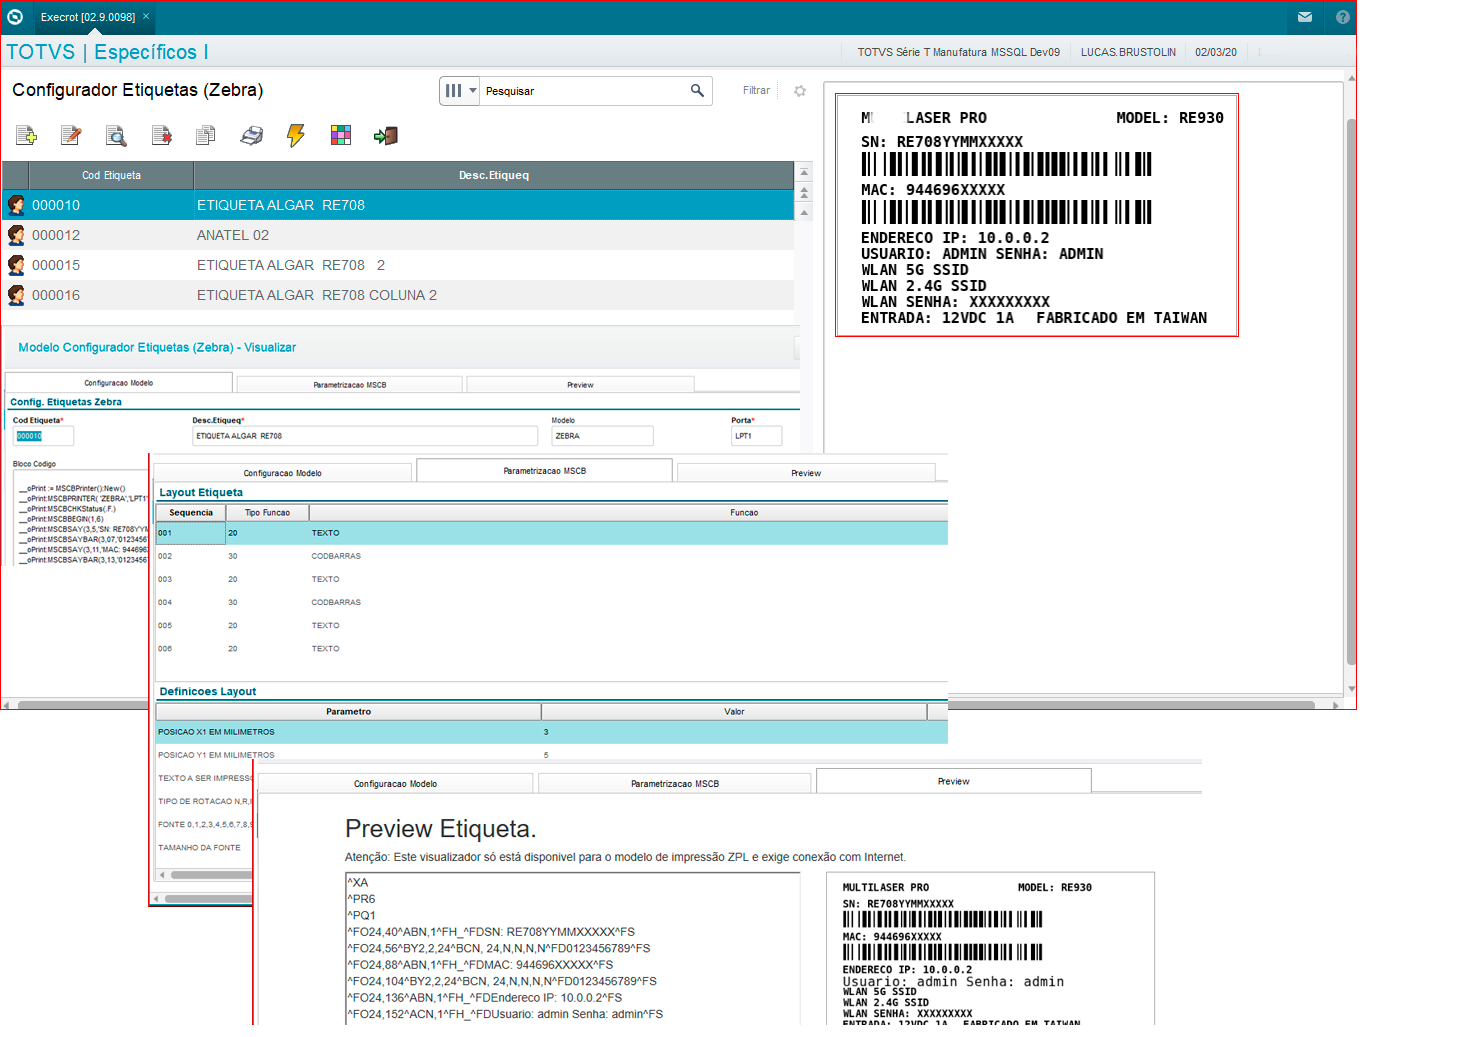 Execrot [02.9.0098] ×
TOTVS | Específicos I
TOTVS Série T Manufatura MSSQL Dev09 LUCAS.BRUSTOLIN 02/03/20
Configurador Etiquetas (Zebra)
Pesquisar
Filtrar
Cod Etiqueta Desc.Etiqueq
000010 ETIQUETA ALGAR RE708
000012 ANATEL 02
000015 ETIQUETA ALGAR RE708 2
000016 ETIQUETA ALGAR RE708 COLUNA 2
LASER PRO MODEL: RE930
SN: RE708YYMMXXXXX
MAC: 944696XXXXX
ENDERECO IP: 10.0.0.2
USUARIO: ADMIN SENHA: ADMIN
WLAN 5G SSID
WLAN 2.4G SSID
WLAN SENHA: XXXXXXXXX
ENTRADA: 12VDC 1A FABRICADO EM TAIWAN
Modelo Configurador Etiquetas (Zebra) - Visualizar
Configuracao Modelo Parametrizacao MSCB Preview
Config. Etiquetas Zebra
Cod Etiqueta* Desc.Etiqueq* Modelo Porta*
000010 ETIQUETA ALGAR RE708 ZEBRA LPT1
Bloco Codigo
__oPrint := MSCBPrinter():New()
__oPrint:MSCBPRINTER( 'ZEBRA','LPT1'
__oPrint:MSCBCHKStatus(.F.)
__oPrint:MSCBBEGIN(1,6)
__oPrint:MSCBSAY(3,5,'SN: RE708YYM
__oPrint:MSCBSAYBAR(3,07,'0123456
__oPrint:MSCBSAY(3,11,'MAC: 944696
__oPrint:MSCBSAYBAR(3,13,'0123456
Configuracao Modelo Parametrizacao MSCB Preview
Layout Etiqueta
Sequencia Tipo Funcao Funcao
001 20 TEXTO
002 30 CODBARRAS
003 20 TEXTO
004 30 CODBARRAS
005 20 TEXTO
006 20 TEXTO
Definicoes Layout
Parametro Valor
POSICAO X1 EM MILIMETROS 3
POSICAO Y1 EM MILIMETROS 5
TEXTO A SER IMPRESSO
TIPO DE ROTACAO N,R,I
FONTE 0,1,2,3,4,5,6,7,8,9
TAMANHO DA FONTE
Configuracao Modelo Parametrizacao MSCB Preview
Preview Etiqueta.
Atenção: Este visualizador só está disponivel para o modelo de impressão ZPL e exige conexão com Internet.
^XA
^PR6
^PQ1
^FO24,40^ABN,1^FH_^FDSN: RE708YYMMXXXXX^FS
^FO24,56^BY2,2,24^BCN, 24,N,N,N,N^FD0123456789^FS
^FO24,88^ABN,1^FH_^FDMAC: 944696XXXXX^FS
^FO24,104^BY2,2,24^BCN, 24,N,N,N,N^FD0123456789^FS
^FO24,136^ABN,1^FH_^FDEndereco IP: 10.0.0.2^FS
^FO24,152^ACN,1^FH_^FDUsuario: admin Senha: admin^FS
MULTILASER PRO MODEL: RE930
SN: RE708YYMMXXXXX
MAC: 944696XXXXX
ENDERECO IP: 10.0.0.2
Usuario: admin Senha: admin
WLAN 5G SSID
WLAN 2.4G SSID
WLAN SENHA: XXXXXXXXX
ENTRADA: 12VDC 1A FABRICADO EM TAIWAN